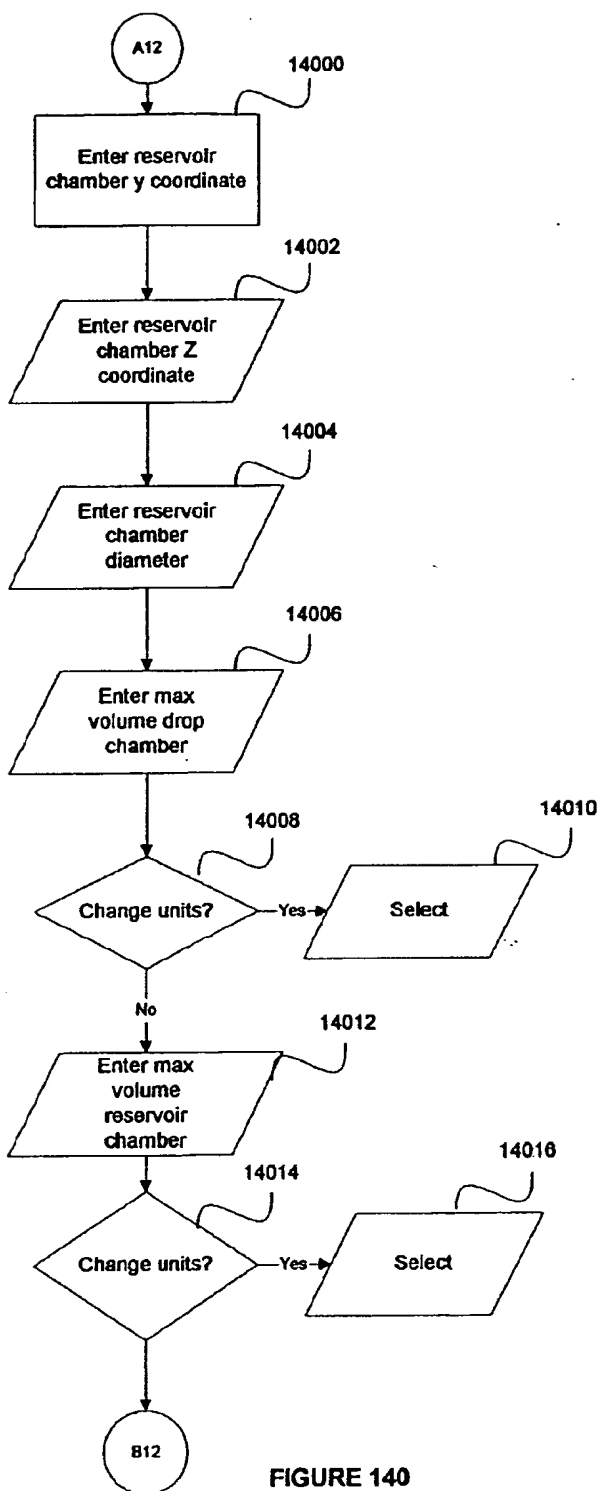 A12
14000
Enter reservoir
chamber y coordinate
14002
Enter reservoir
chamber Z
coordinate
14004
Enter reservoir
chamber
diameter
14006
Enter max
volume drop
chamber
14008
14010
Change units?
Yes
Select
No
14012
Enter max
volume
reservoir
chamber
14014
14016
Change units?
Yes
Select
B12
FIGURE 140